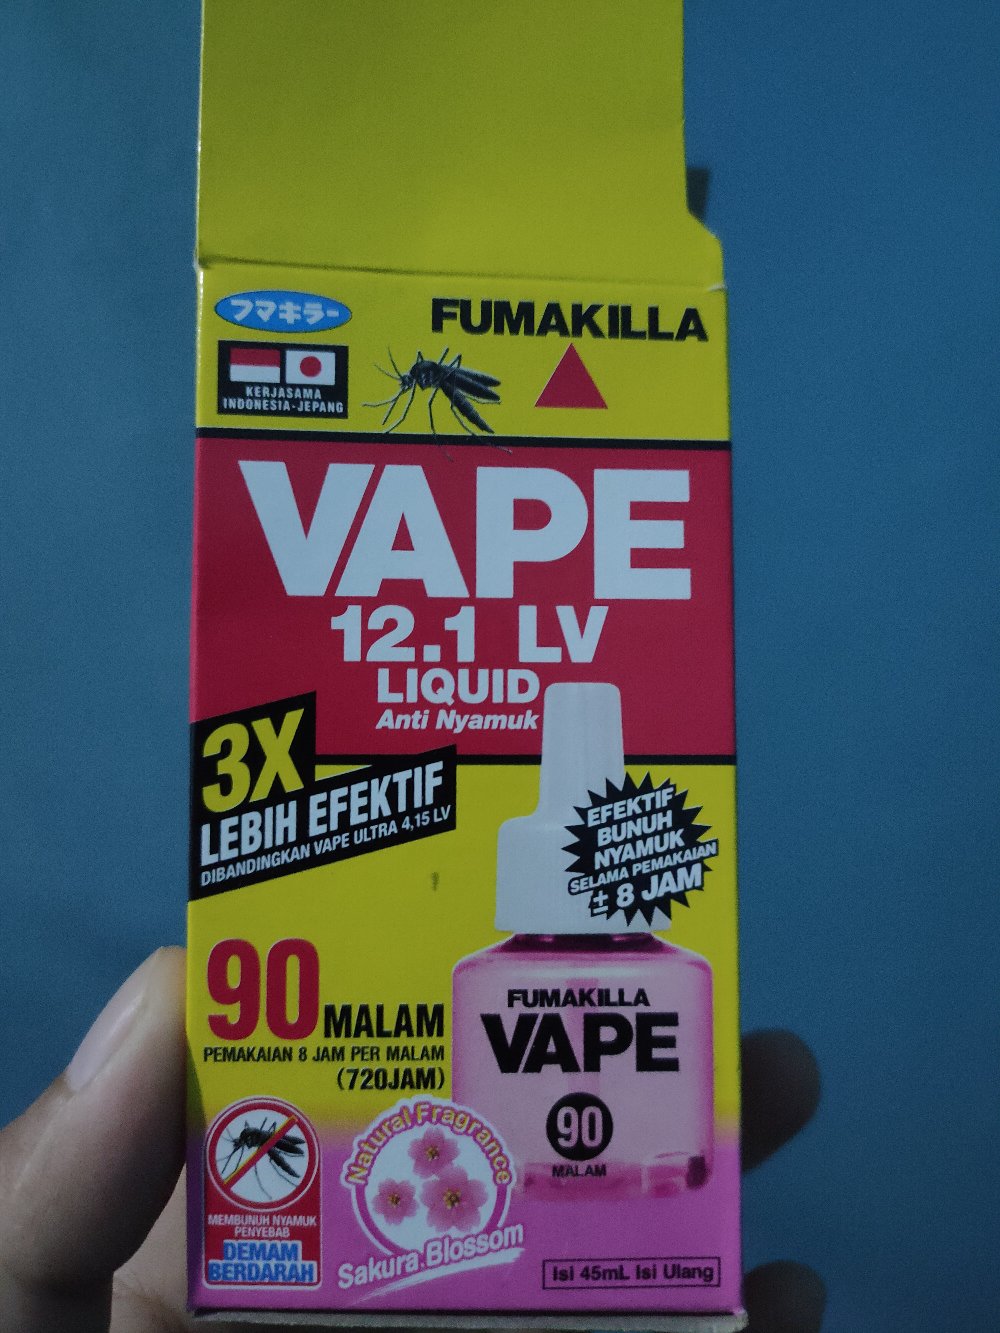 フマキラー
FUMAKILLA
KERJASAMA
INDONESIA-JEPANG
VAPE
12.1 LV
LIQUID
Anti Nyamuk
3X
LEBIH EFEKTIF
DIBANDINGKAN VAPE ULTRA 4,15 LV
EFEKTIF
BUNUH
NYAMUK
SELAMA PEMAKAIAN
± 8 JAM
90 MALAM
PEMAKAIAN 8 JAM PER MALAM
(720JAM)
FUMAKILLA
VAPE
90
MALAM
MEMBUNUH NYAMUK
PENYEBAB
DEMAM
BERDARAH
Natural Fragrance
Sakura Blossom
Isi 45mL Isi Ulang